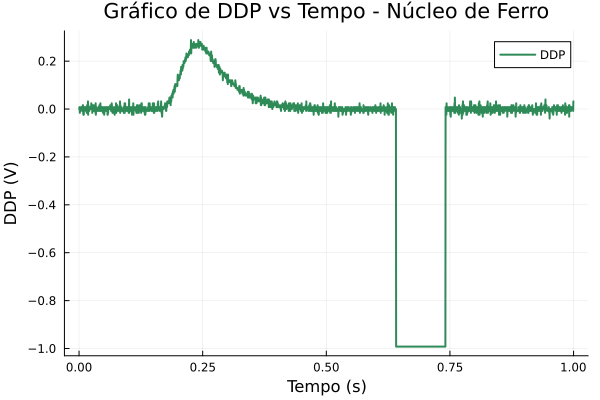 Gráfico de DDP vs Tempo - Núcleo de Ferro
DDP
DDP (V)
0.2
0.0
−0.2
−0.4
−0.6
−0.8
−1.0
0.00 0.25 0.50 0.75 1.00
Tempo (s)